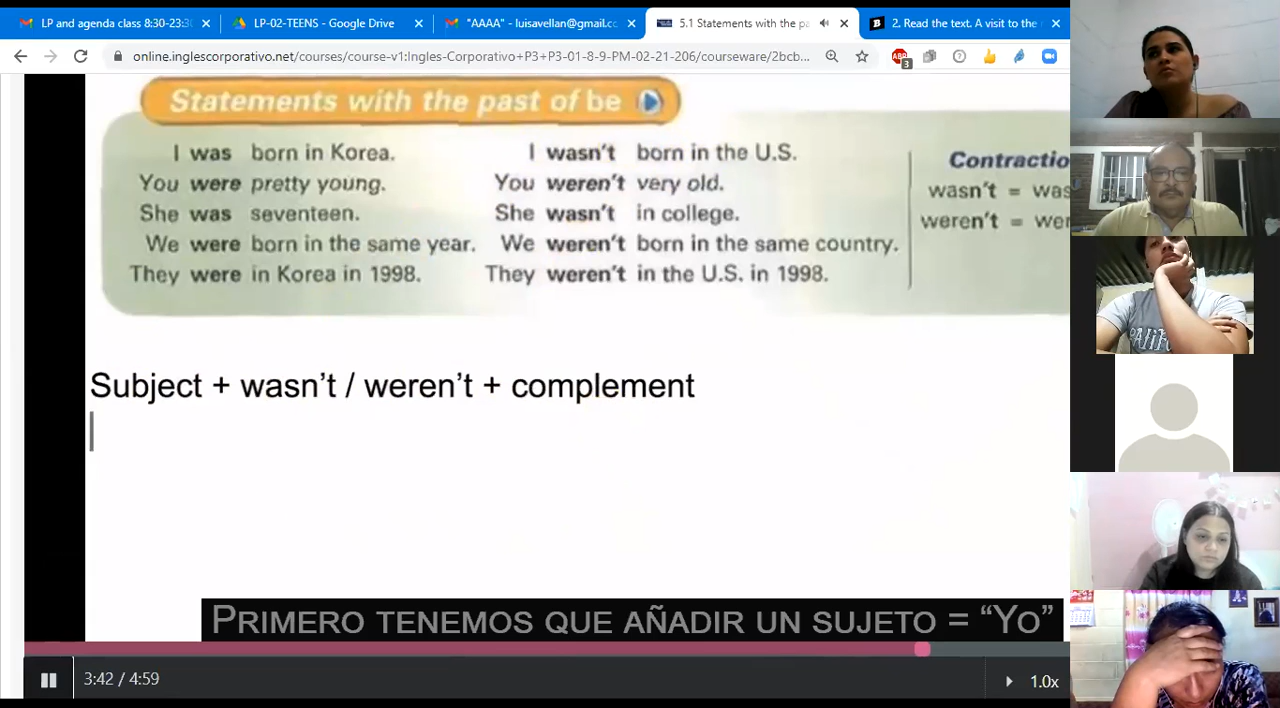 LP and agenda class 8:30-23:30
LP-02-TEENS - Google Drive
"AAAA" - luisavellan@gmail.cc
5.1 Statements with the pa
2. Read the text. A visit to the
online.inglescorporativo.net/courses/course-v1:Ingles-Corporativo+P3+P3-01-8-9-PM-02-21-206/courseware/2bcb...
3
Statements with the past of be
I was born in Korea.
You were pretty young.
She was seventeen.
We were born in the same year.
They were in Korea in 1998.
I wasn't born in the U.S.
You weren't very old.
She wasn't in college.
We weren't born in the same country.
They weren't in the U.S. in 1998.
Contractio
wasn't = was
weren't = wer
Subject + wasn't / weren't + complement
PRIMERO TENEMOS QUE AÑADIR UN SUJETO = “YO”
3:42 / 4:59
1.0x